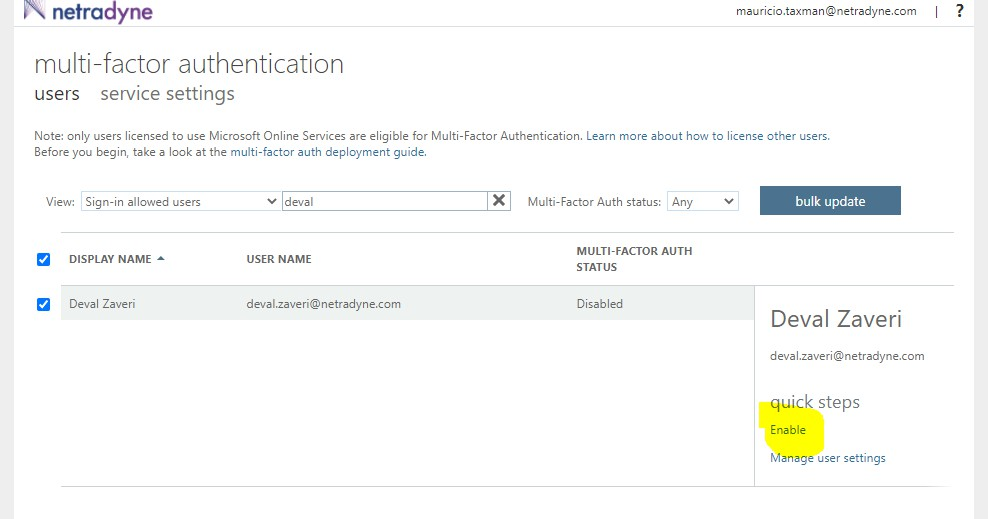 netradyne
mauricio.taxman@netradyne.com | ?
multi-factor authentication
users service settings
Note: only users licensed to use Microsoft Online Services are eligible for Multi-Factor Authentication. Learn more about how to license other users.
Before you begin, take a look at the multi-factor auth deployment guide.
View: Sign-in allowed users deval Multi-Factor Auth status: Any bulk update
DISPLAY NAME USER NAME MULTI-FACTOR AUTH
STATUS
Deval Zaveri deval.zaveri@netradyne.com Disabled
Deval Zaveri
deval.zaveri@netradyne.com
quick steps
Enable
Manage user settings